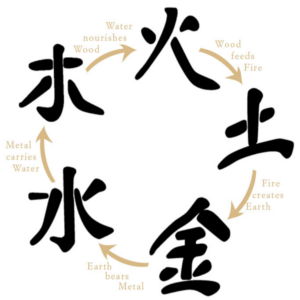 火
Wood
feeds
Fire
土
Fire
creates
Earth
金
Earth
bears
Metal
水
Metal
carries
Water
木
Water
nourishes
Wood